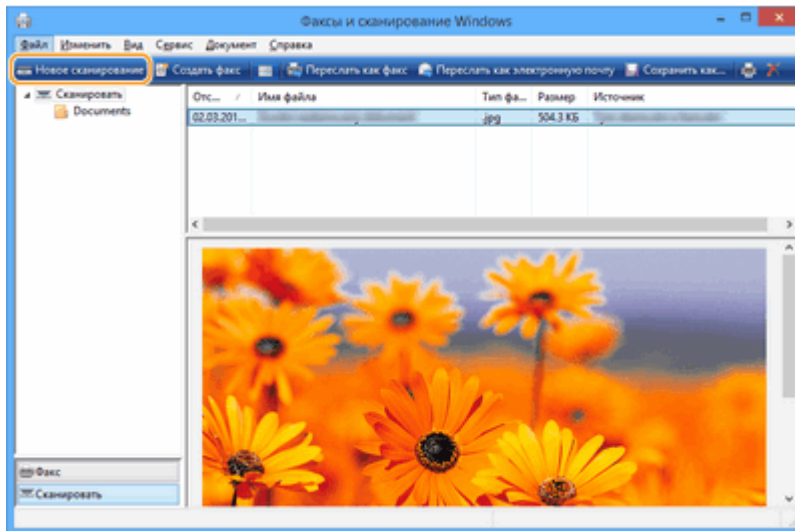 Факсы и сканирование Windows
Файл Изменить Вид Сервис Документ Справка
Новое сканирование Создать факс Переслать как факс Переслать как электронную почту Сохранить как...
Сканировать
Documents
Отс... Имя файла Тип фа... Размер Источник
02.03.201... .jpg 504.3 КБ
Факс
Сканировать